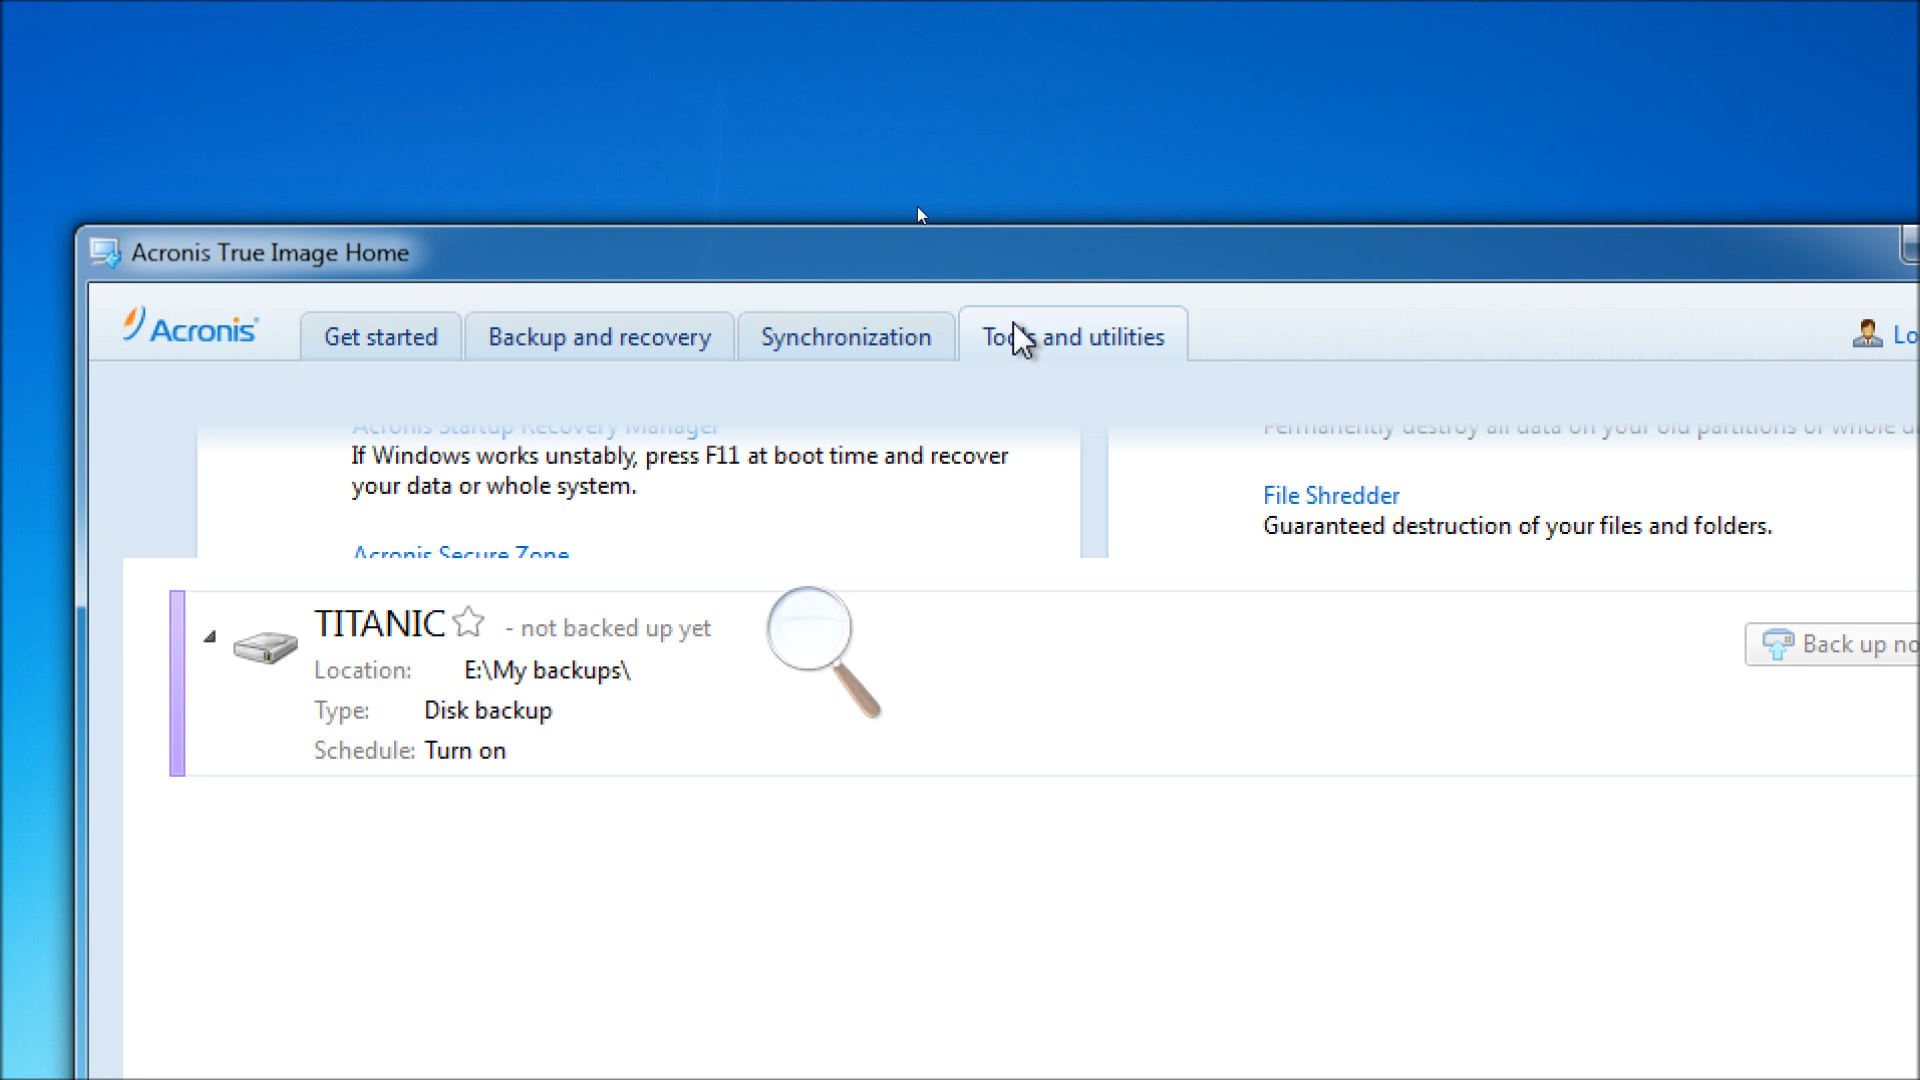 Acronis True Image Home
Acronis
Get started
Backup and recovery
Synchronization
Tools and utilities
Acronis Startup Recovery Manager
If Windows works unstably, press F11 at boot time and recover
your data or whole system.
Acronis Secure Zone
Permanently destroy all data on your old partitions or whole
File Shredder
Guaranteed destruction of your files and folders.
TITANIC - not backed up yet
Location: E:\My backups\
Type: Disk backup
Schedule: Turn on
Back up